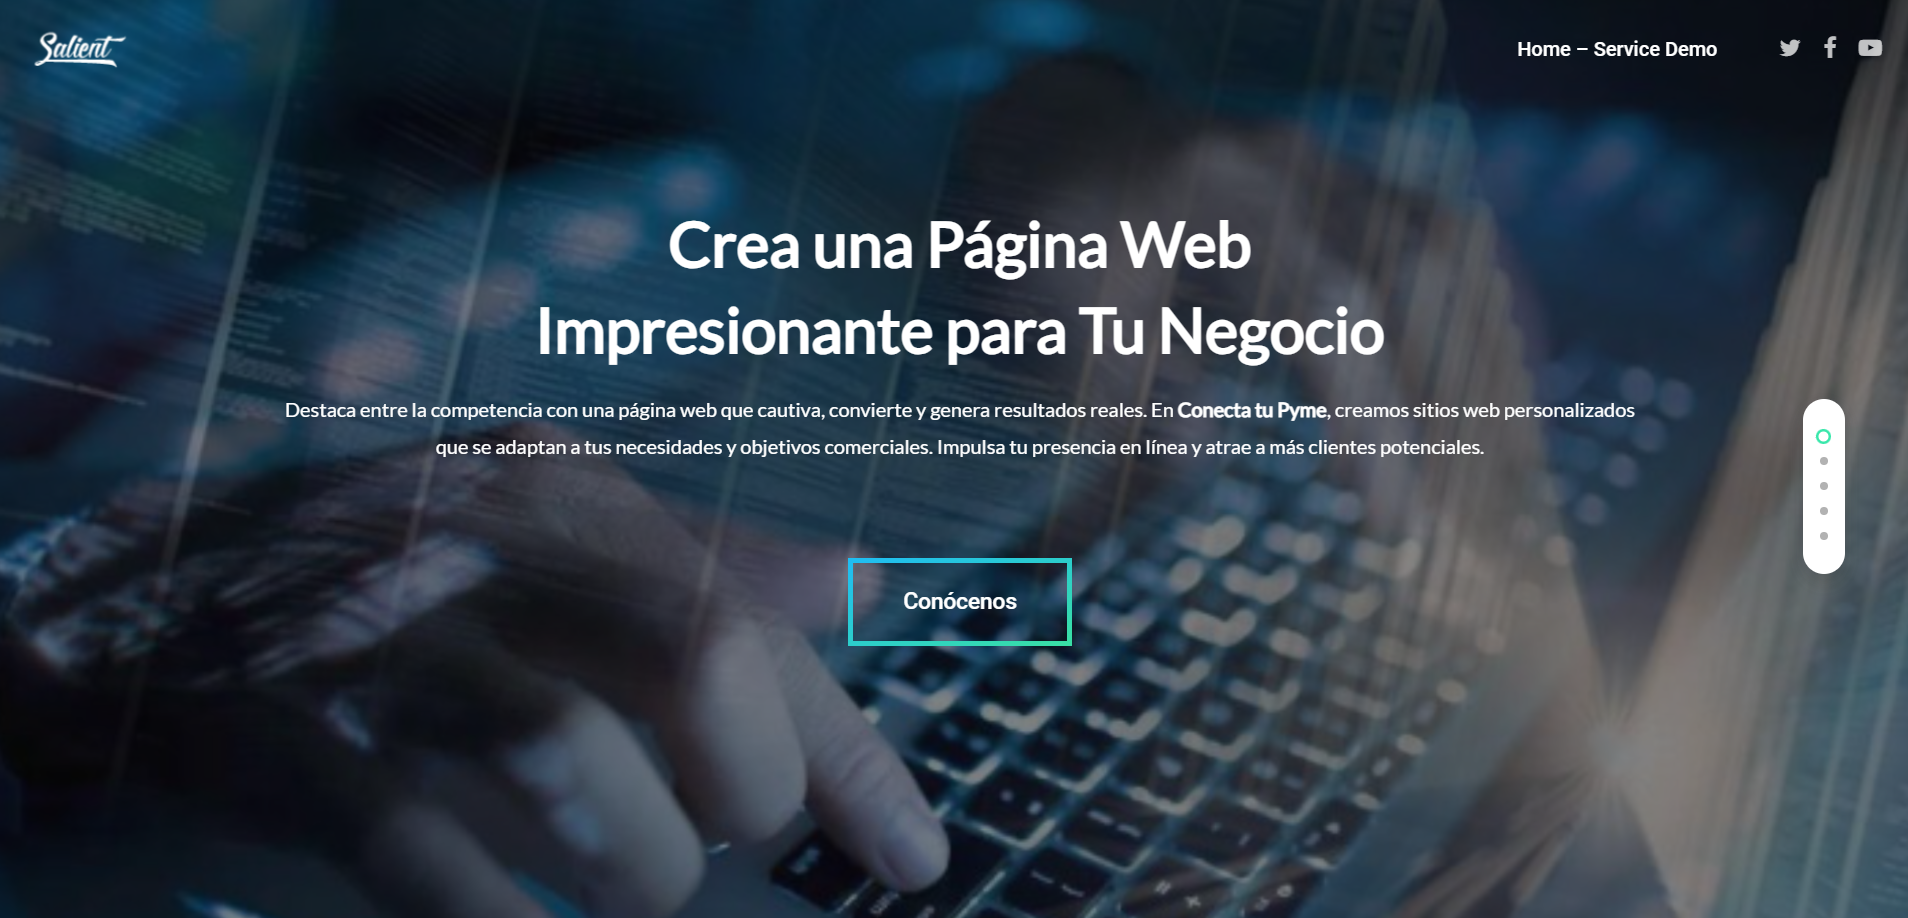 Salient
Home – Service Demo
Crea una Página Web
Impresionante para Tu Negocio
Destaca entre la competencia con una página web que cautiva, convierte y genera resultados reales. En Conecta tu Pyme, creamos sitios web personalizados
que se adaptan a tus necesidades y objetivos comerciales. Impulsa tu presencia en línea y atrae a más clientes potenciales.
Conócenos